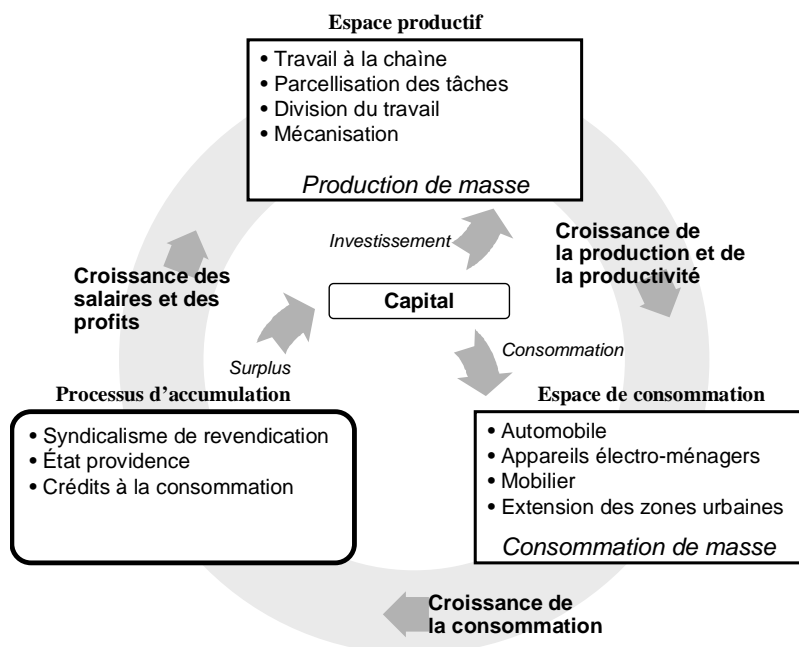 Espace productif
• Travail à la chaìne
• Parcellisation des tâches
• Division du travail
• Mécanisation
Production de masse
Investissement
Croissance de
la production et de
la productivité
Croissance des
salaires et des
profits
Capital
Surplus
Consommation
Processus d'accumulation
• Syndicalisme de revendication
• État providence
• Crédits à la consommation
Espace de consommation
• Automobile
• Appareils électro-ménagers
• Mobilier
• Extension des zones urbaines
Consommation de masse
Croissance de
la consommation